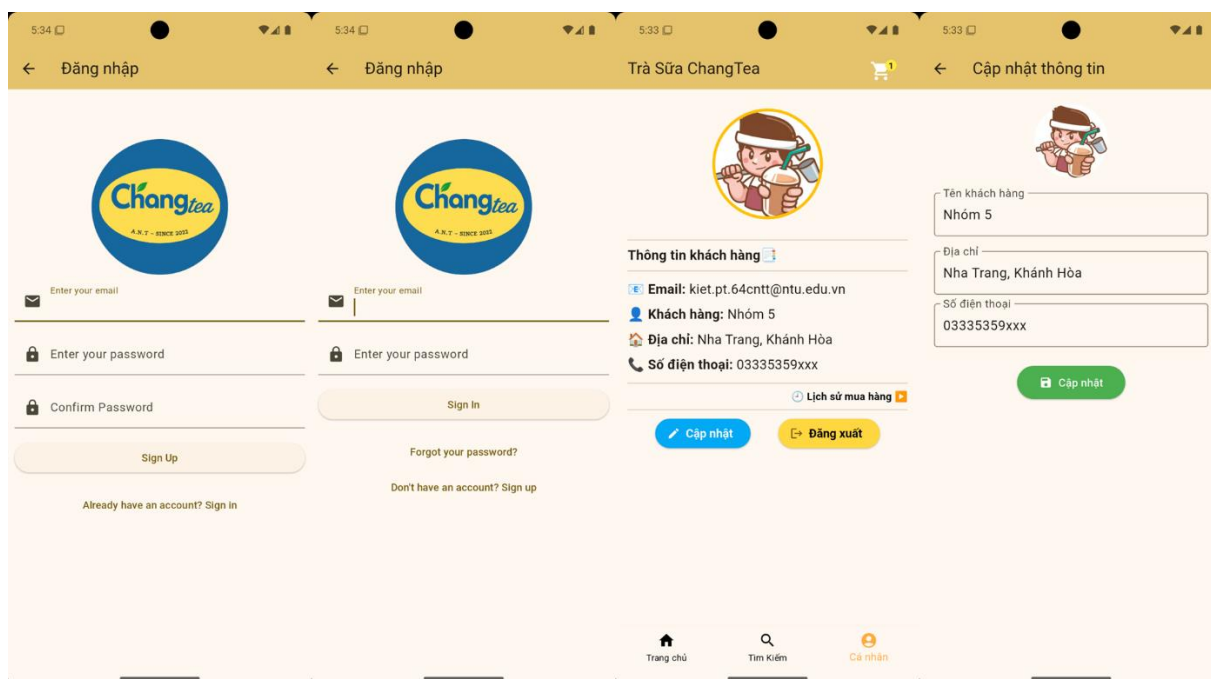 5:34
Đăng nhập
Changtea
A.N.T - SINCE 2022
Enter your email
Enter your password
Confirm Password
Sign Up
Already have an account? Sign in
5:34
Đăng nhập
Changtea
A.N.T - SINCE 2022
Enter your email
Enter your password
Sign In
Forgot your password?
Don't have an account? Sign up
5:33
Trà Sữa ChangTea
1
Thông tin khách hàng
Email: kiet.pt.64cntt@ntu.edu.vn
Khách hàng: Nhóm 5
Địa chỉ: Nha Trang, Khánh Hòa
Số điện thoại: 03335359xxx
Lịch sử mua hàng
Cập nhật
Đăng xuất
Trang chủ
Tìm Kiếm
Cá nhân
5:33
Cập nhật thông tin
Tên khách hàng
Nhóm 5
Địa chỉ
Nha Trang, Khánh Hòa
Số điện thoại
03335359xxx
Cập nhật